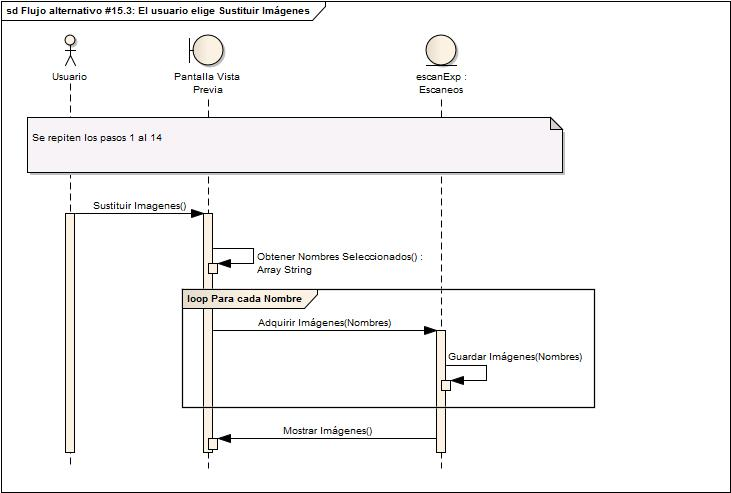 sd Flujo alternativo #15.3: El usuario elige Sustituir Imágenes
Usuario
Pantalla Vista
Previa
escanExp :
Escaneos
Se repiten los pasos 1 al 14
Sustituir Imagenes()
Obtener Nombres Seleccionados() :
Array String
loop Para cada Nombre
Adquirir Imágenes(Nombres)
Guardar Imágenes(Nombres)
Mostrar Imágenes()